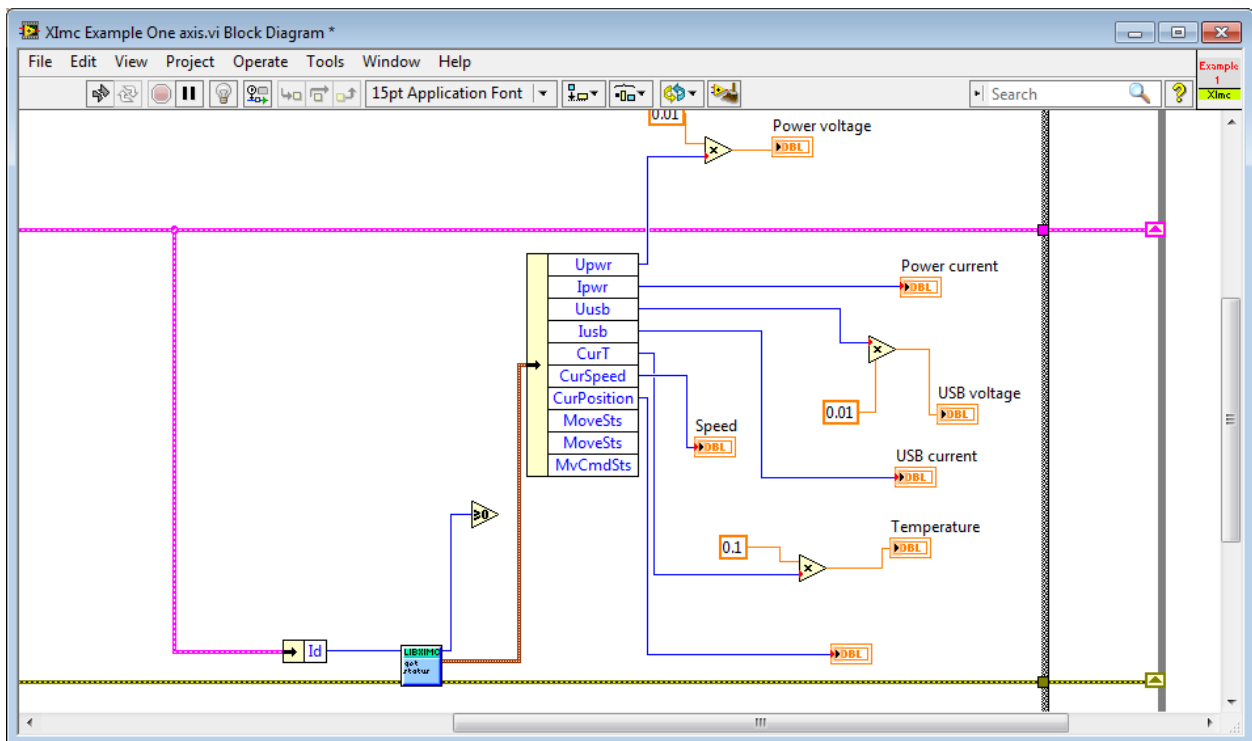 XImc Example One axis.vi Block Diagram *
File Edit View Project Operate Tools Window Help
15pt Application Font
Search
?
Example
1
XImc
0.01
Power voltage
x
DBL
Upwr
Ipwr
Uusb
Iusb
CurT
CurSpeed
CurPosition
MoveSts
MoveSts
MvCmdSts
Power current
DBL
x
0.01
USB voltage
DBL
Speed
DBL
USB current
DBL
≥0
Temperature
0.1
DBL
x
Id
LIBXIMC
get
status
DBL